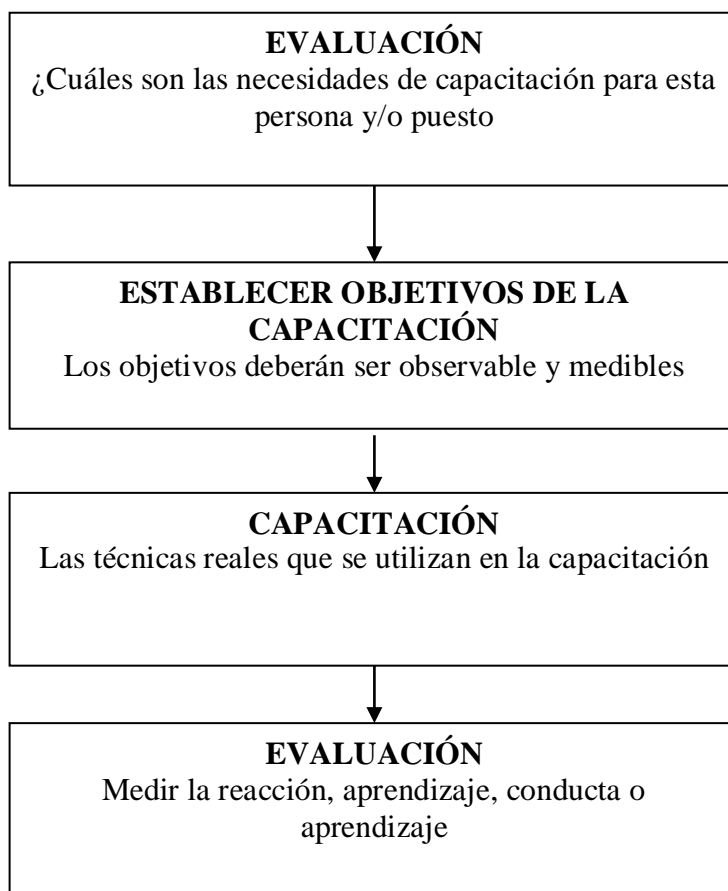 EVALUACIÓN
¿Cuáles son las necesidades de capacitación para esta
persona y/o puesto
ESTABLECER OBJETIVOS DE LA
CAPACITACIÓN
Los objetivos deberán ser observable y medibles
CAPACITACIÓN
Las técnicas reales que se utilizan en la capacitación
EVALUACIÓN
Medir la reacción, aprendizaje, conducta o
aprendizaje